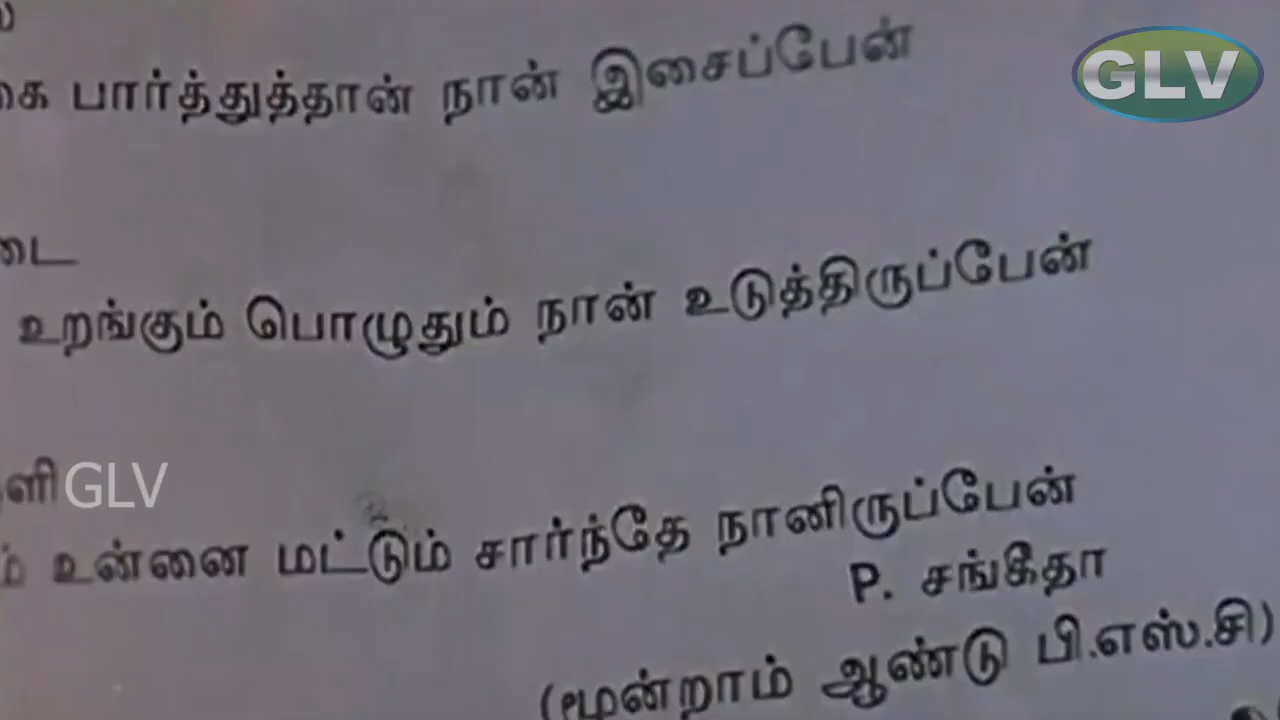 GLV
பார்த்துத்தான் நான் இசைப்பேன்
உறங்கும் பொழுதும் நான் உடுத்திருப்பேன்
GLV
உன்னை மட்டும் சார்ந்தே நானிருப்பேன்
P. சங்கீதா
(மூன்றாம் ஆண்டு பி.எஸ்.சி)